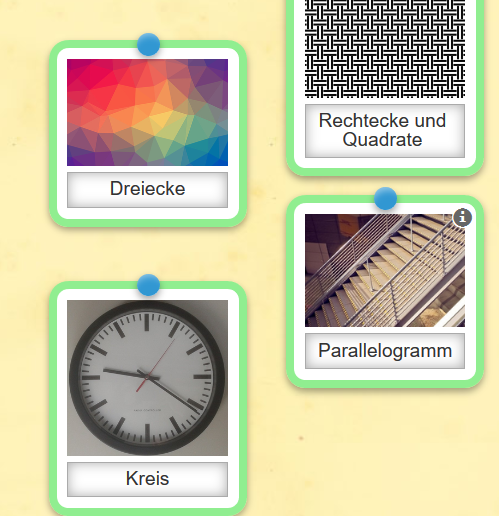 Dreiecke
Rechtecke und
Quadrate
Parallelogramm
Kreis